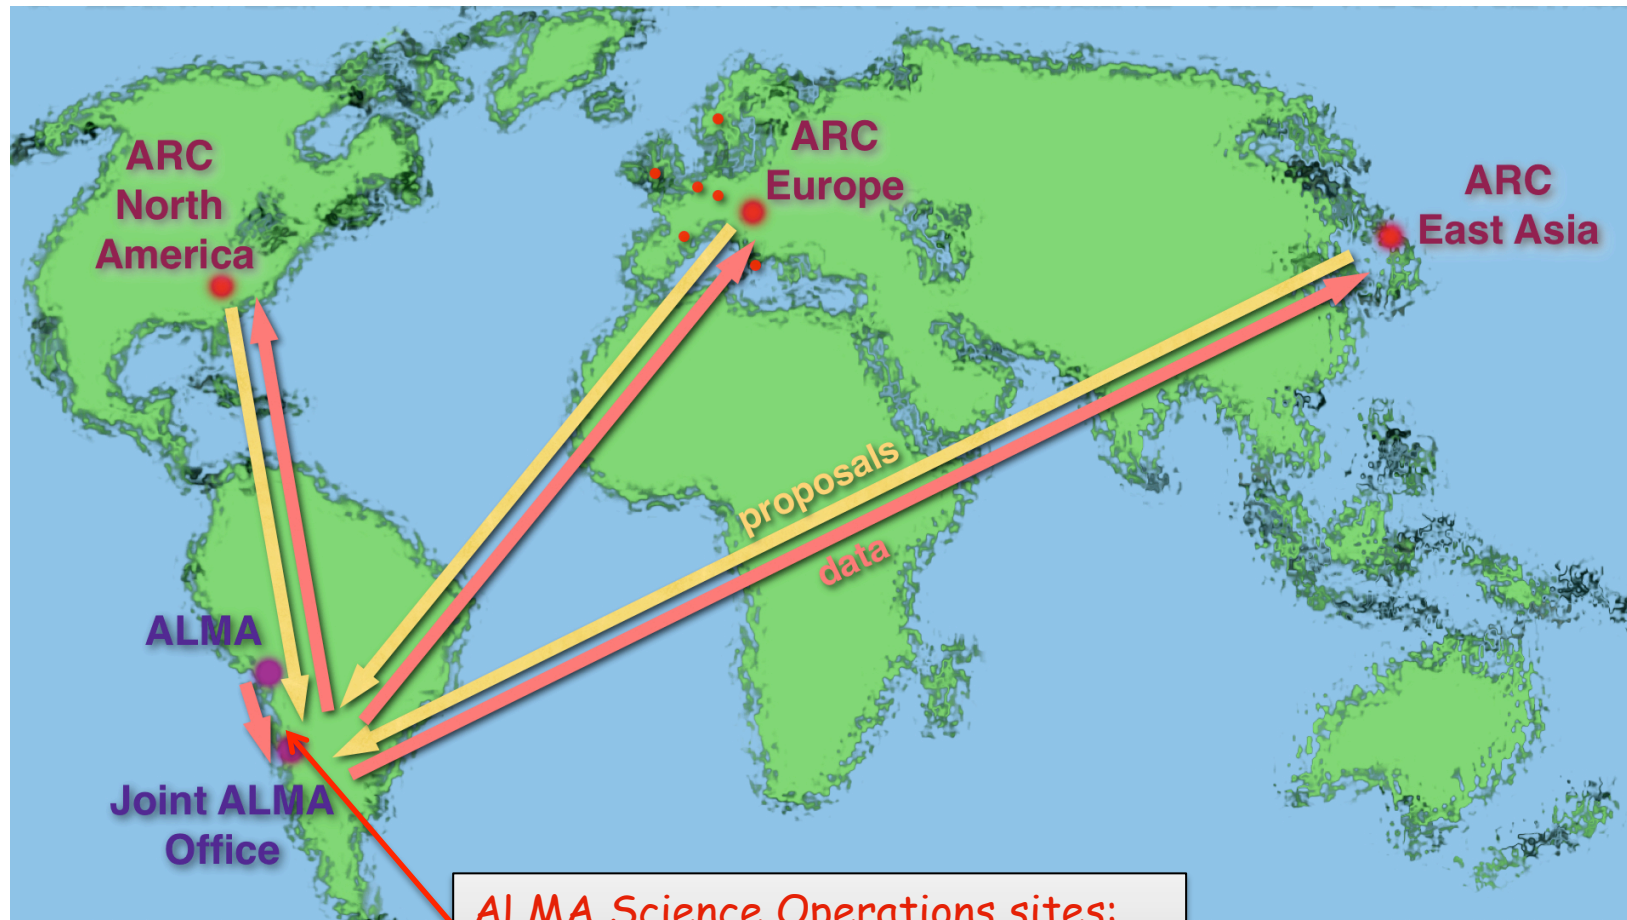 ARC
North
America
ARC
Europe
ARC
East Asia
proposals
data
ALMA
Joint ALMA
Office
ALMA Science Operations sites: